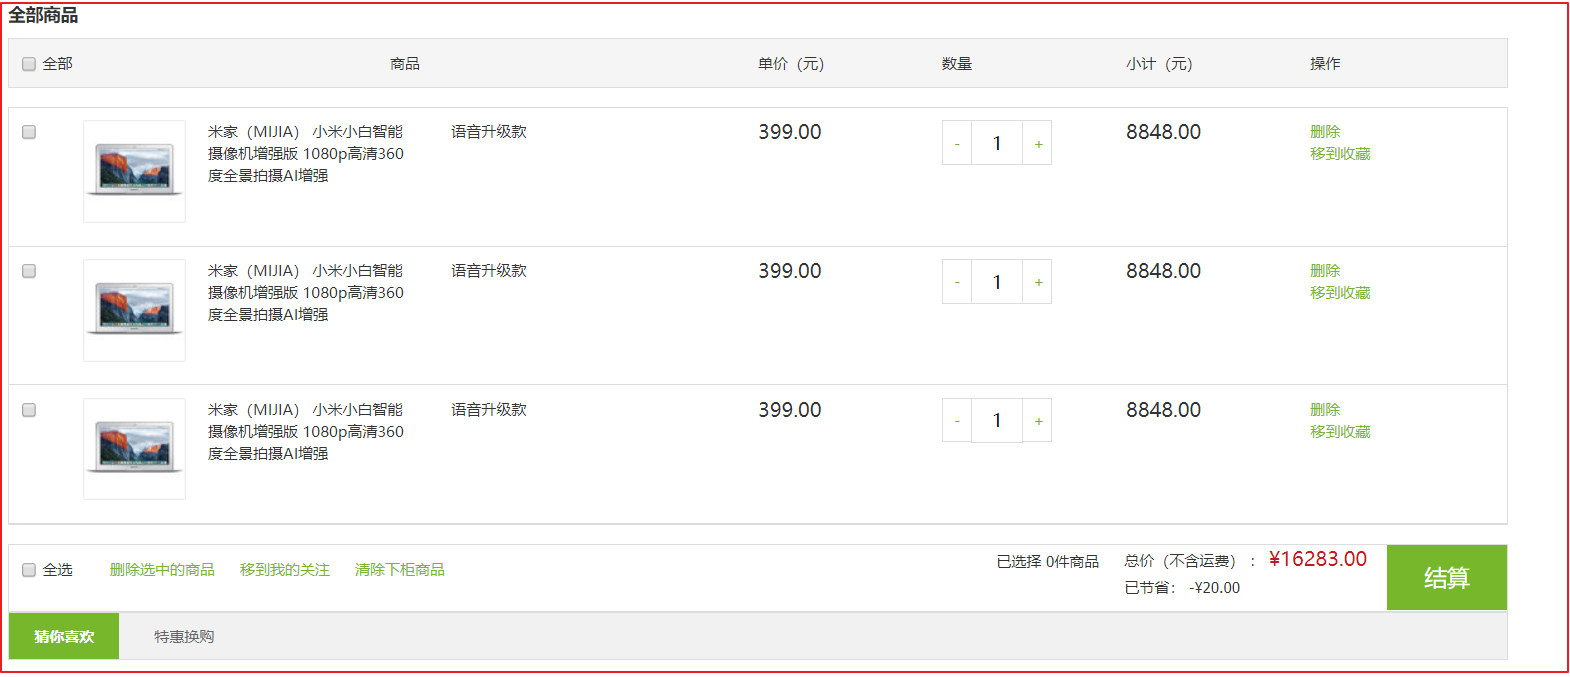 全部商品
全部 商品 单价（元） 数量 小计（元） 操作
米家（MIJIA） 小米小白智能 语音升级款 399.00 - 1 + 8848.00 删除
摄像机增强版 1080p高清360 移到收藏
度全景拍摄AI增强
米家（MIJIA） 小米小白智能 语音升级款 399.00 - 1 + 8848.00 删除
摄像机增强版 1080p高清360 移到收藏
度全景拍摄AI增强
米家（MIJIA） 小米小白智能 语音升级款 399.00 - 1 + 8848.00 删除
摄像机增强版 1080p高清360 移到收藏
度全景拍摄AI增强
全选 删除选中的商品 移到我的关注 清除下柜商品 已选择 0件商品 总价（不含运费）： ¥16283.00 结算
已节省： -¥20.00
猜你喜欢 特惠换购